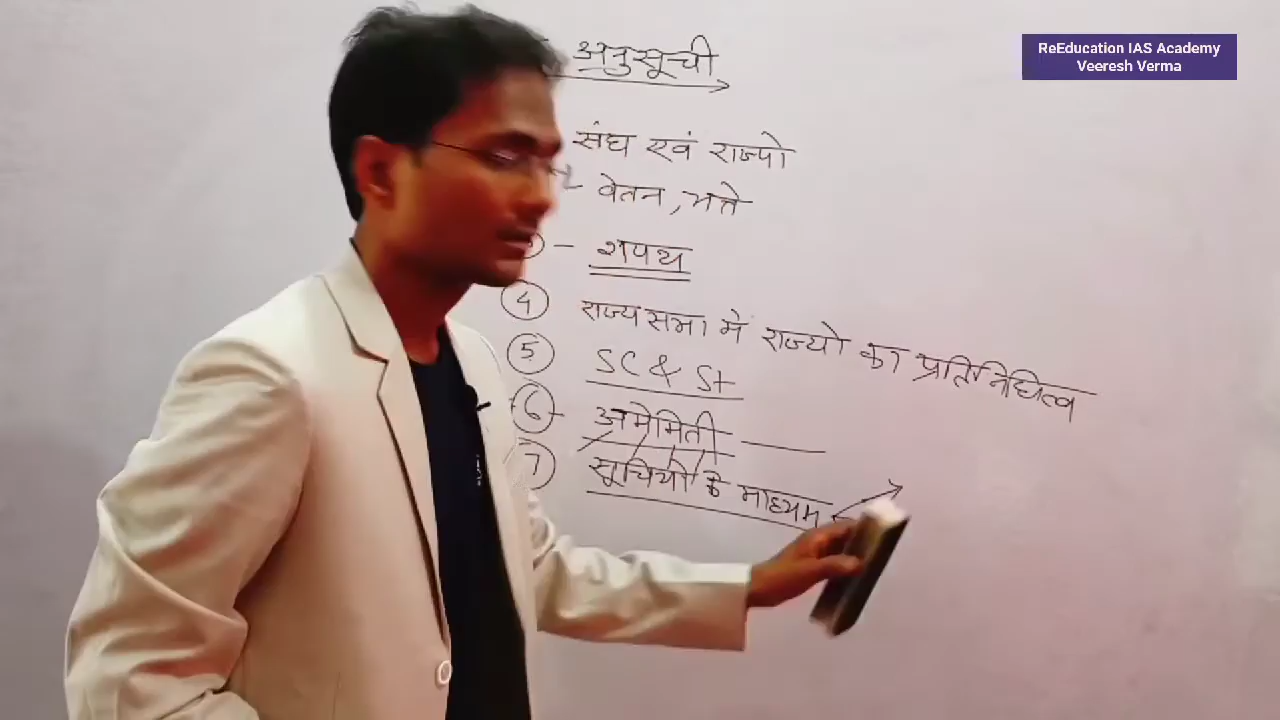 ReEducation IAS Academy
Veeresh Verma
अनुसूची
संघ एवं राज्यो
- वेतन, भत्ते
- शपथ
4 राज्यसभा में राज्यो का प्रतिनिधित्व
5 SC & St
6 - अमेमिती
7 सूचियों के माध्यम